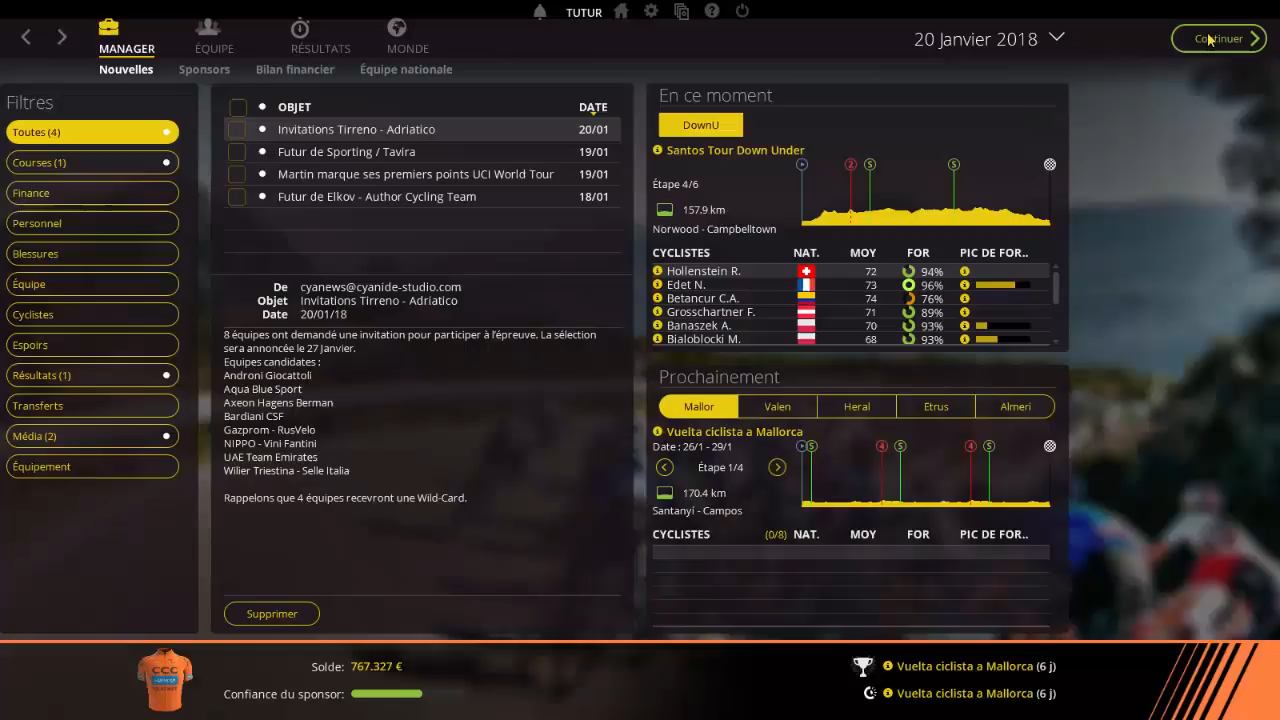 TUTUR
MANAGER
ÉQUIPE
RÉSULTATS
MONDE
20 Janvier 2018
Continuer
Nouvelles
Sponsors
Bilan financier
Équipe nationale
Filtres
Toutes (4)
Courses (1)
Finance
Personnel
Blessures
Équipe
Cyclistes
Espoirs
Résultats (1)
Transferts
Média (2)
Équipement
OBJET DATE
Invitations Tirreno - Adriatico 20/01
Futur de Sporting / Tavira 19/01
Martin marque ses premiers points UCI World Tour 19/01
Futur de Elkov - Author Cycling Team 18/01
De cyanews@cyanide-studio.com
Objet Invitations Tirreno - Adriatico
Date 20/01/18
8 équipes ont demandé une invitation pour participer à l'épreuve. La sélection
sera annoncée le 27 Janvier.
Equipes candidates :
Androni Giocattoli
Aqua Blue Sport
Axeon Hagens Berman
Bardiani CSF
Gazprom - RusVelo
NIPPO - Vini Fantini
UAE Team Emirates
Wilier Triestina - Selle Italia
Rappelons que 4 équipes recevront une Wild-Card.
Supprimer
En ce moment
DownU
Santos Tour Down Under
2 S S
Étape 4/6
157.9 km
Norwood - Campbelltown
CYCLISTES NAT. MOY FOR PIC DE FOR..
Hollenstein R. 72 94%
Edet N. 73 96%
Betancur C.A. 74 76%
Grosschartner F. 71 89%
Banaszek A. 70 93%
Bialoblocki M. 68 93%
Prochainement
Mallor Valen Heral Etrus Almeri
Vuelta ciclista a Mallorca
Date : 26/1 - 29/1
S 4 S 4 S
Étape 1/4
170.4 km
Santanyí - Campos
CYCLISTES (0/8) NAT. MOY FOR PIC DE FOR..
CCC
Solde: 767.327 €
Confiance du sponsor:
Vuelta ciclista a Mallorca (6 j)
Vuelta ciclista a Mallorca (6 j)